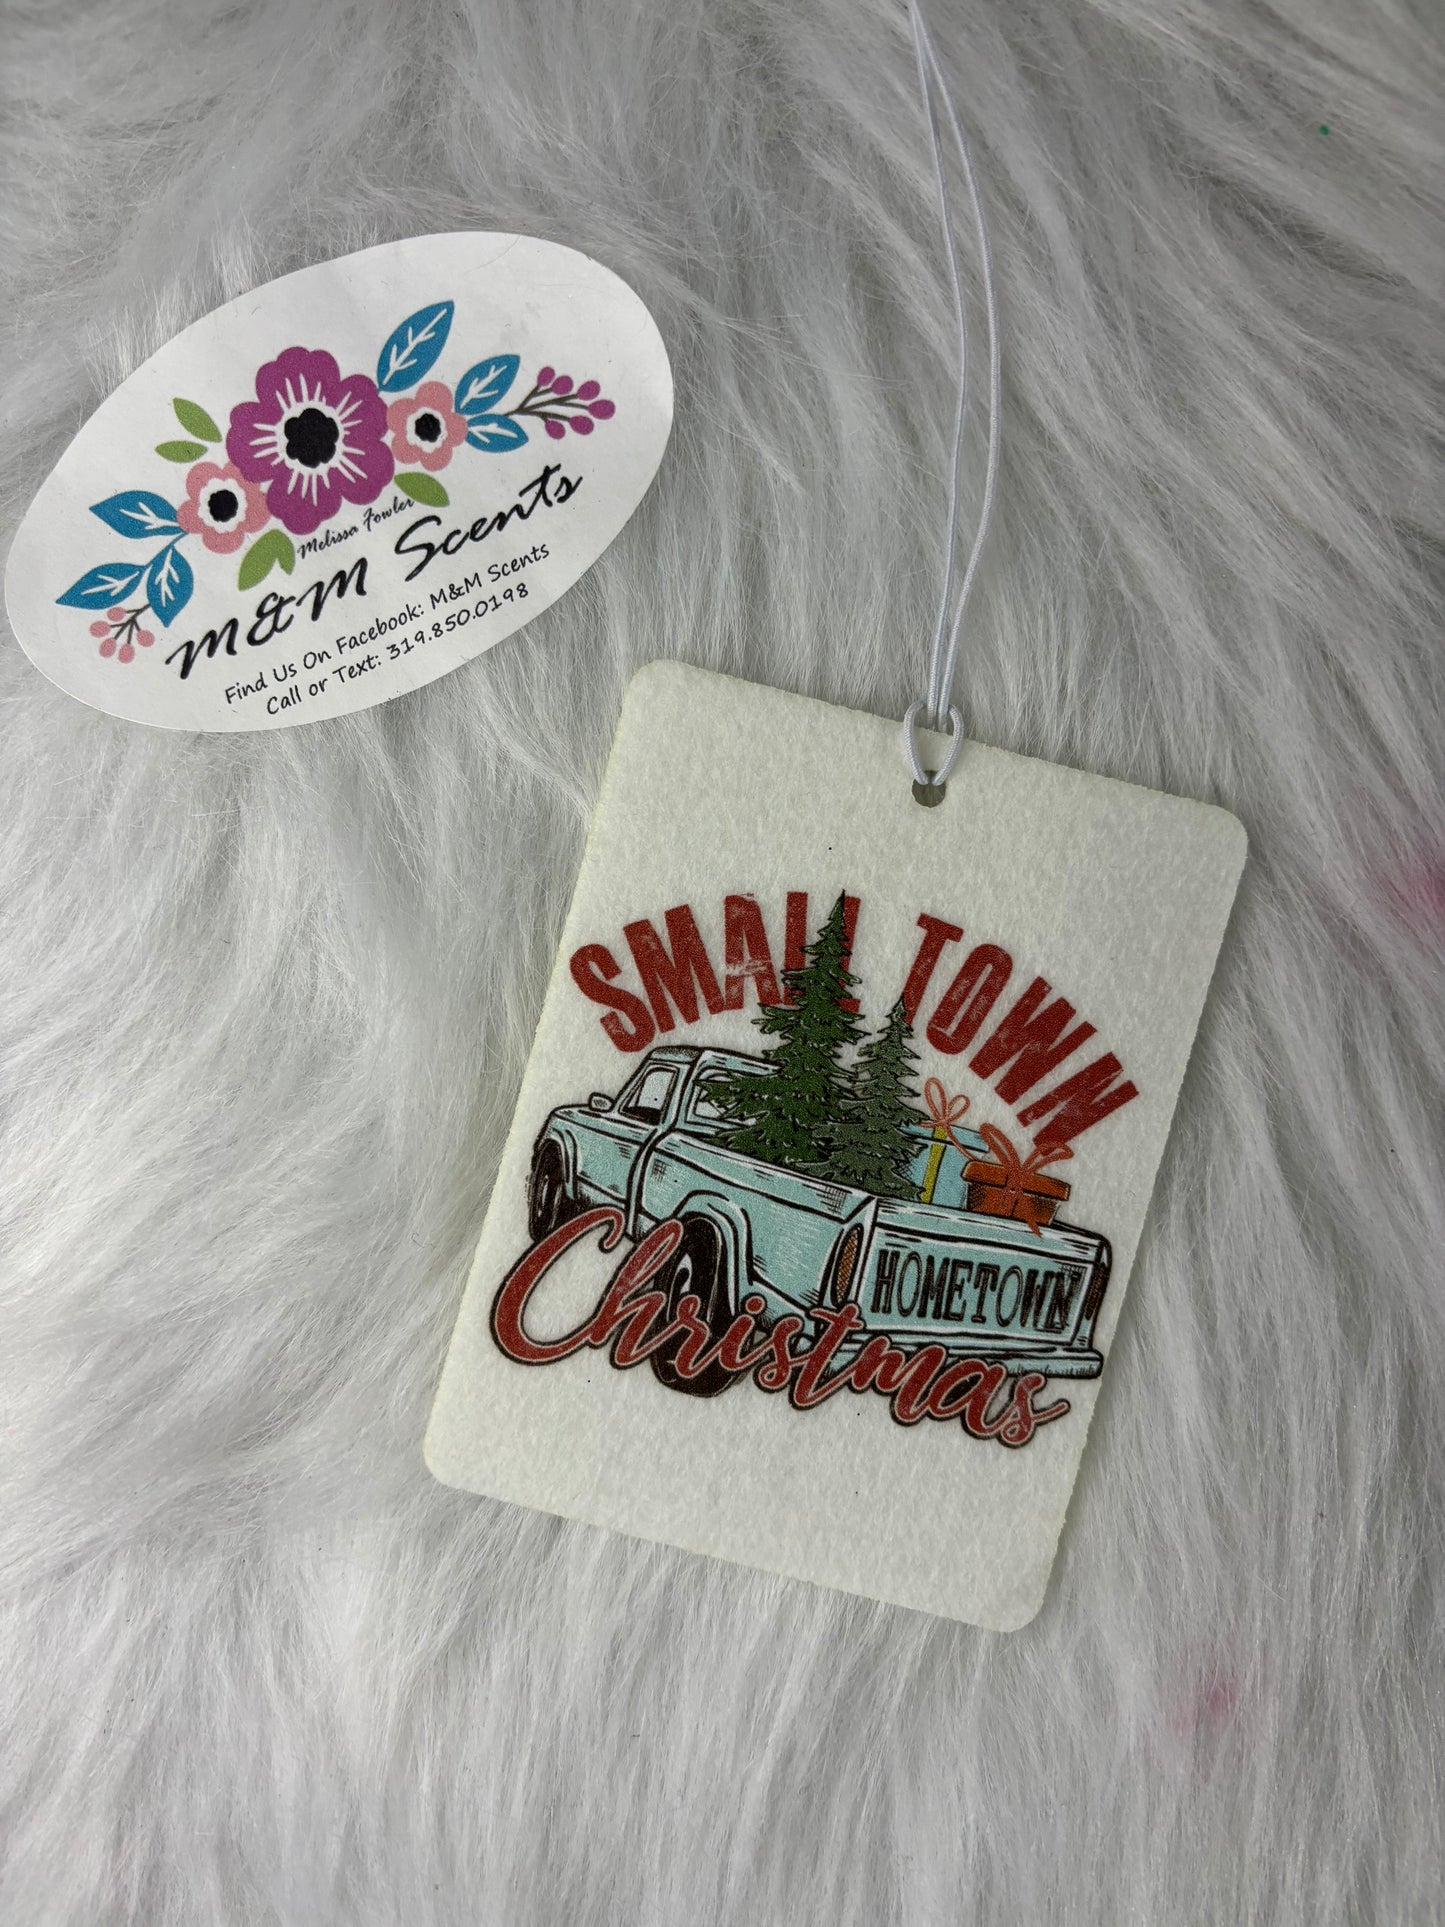 Melissa Fowler
M&M Scents
Find Us On Facebook: M&M Scents
Call or Text: 319.850.0198
SMALL TOWN
HOMETOWN
Christmas